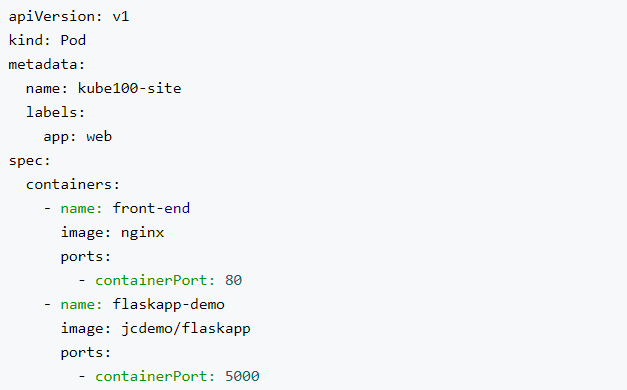 apiVersion: v1
kind: Pod
metadata:
  name: kube100-site
  labels:
    app: web
spec:
  containers:
    - name: front-end
      image: nginx
      ports:
        - containerPort: 80
    - name: flaskapp-demo
      image: jcdemo/flaskapp
      ports:
        - containerPort: 5000